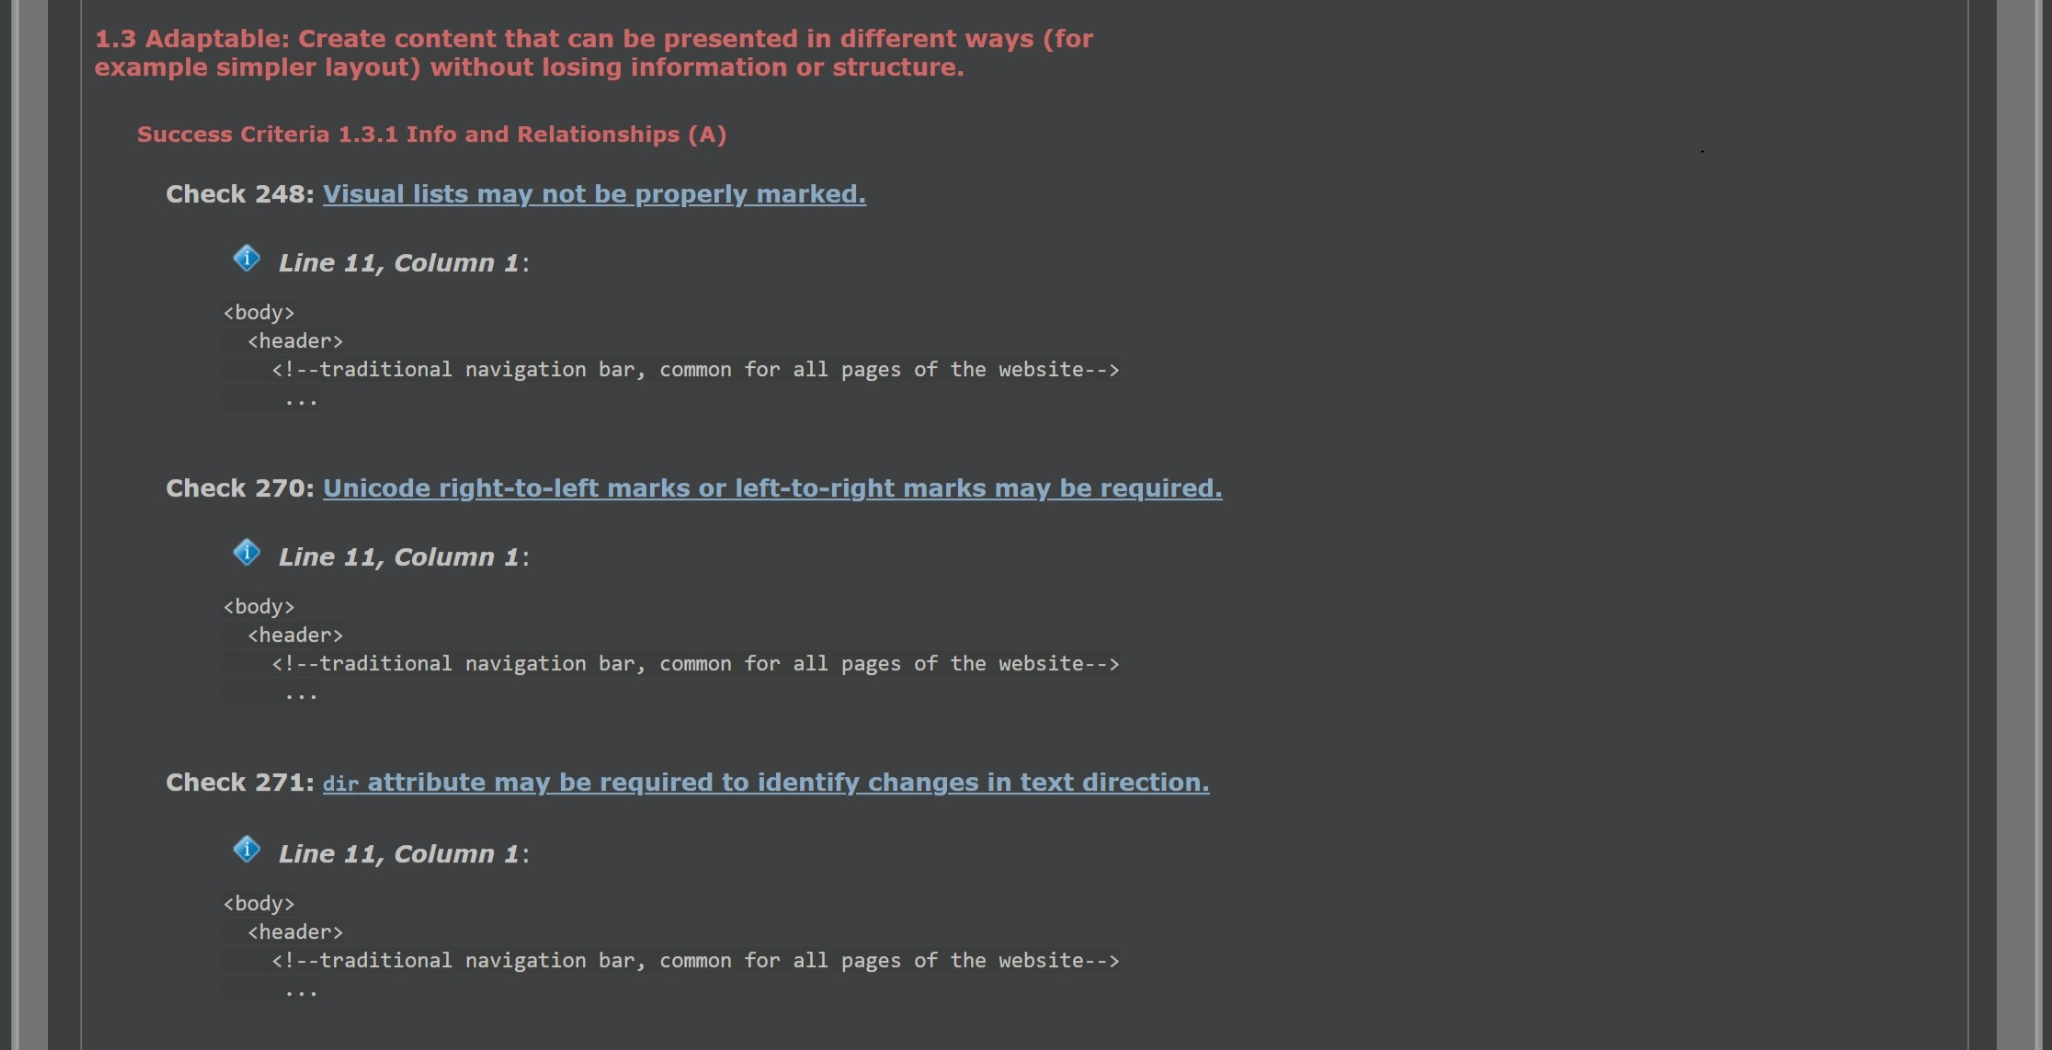 1.3 Adaptable: Create content that can be presented in different ways (for
example simpler layout) without losing information or structure.
Success Criteria 1.3.1 Info and Relationships (A)
Check 248: Visual lists may not be properly marked.
Line 11, Column 1:
<body>
<header>
<!--traditional navigation bar, common for all pages of the website-->
...
Check 270: Unicode right-to-left marks or left-to-right marks may be required.
Line 11, Column 1:
<body>
<header>
<!--traditional navigation bar, common for all pages of the website-->
...
Check 271: dir attribute may be required to identify changes in text direction.
Line 11, Column 1:
<body>
<header>
<!--traditional navigation bar, common for all pages of the website-->
...